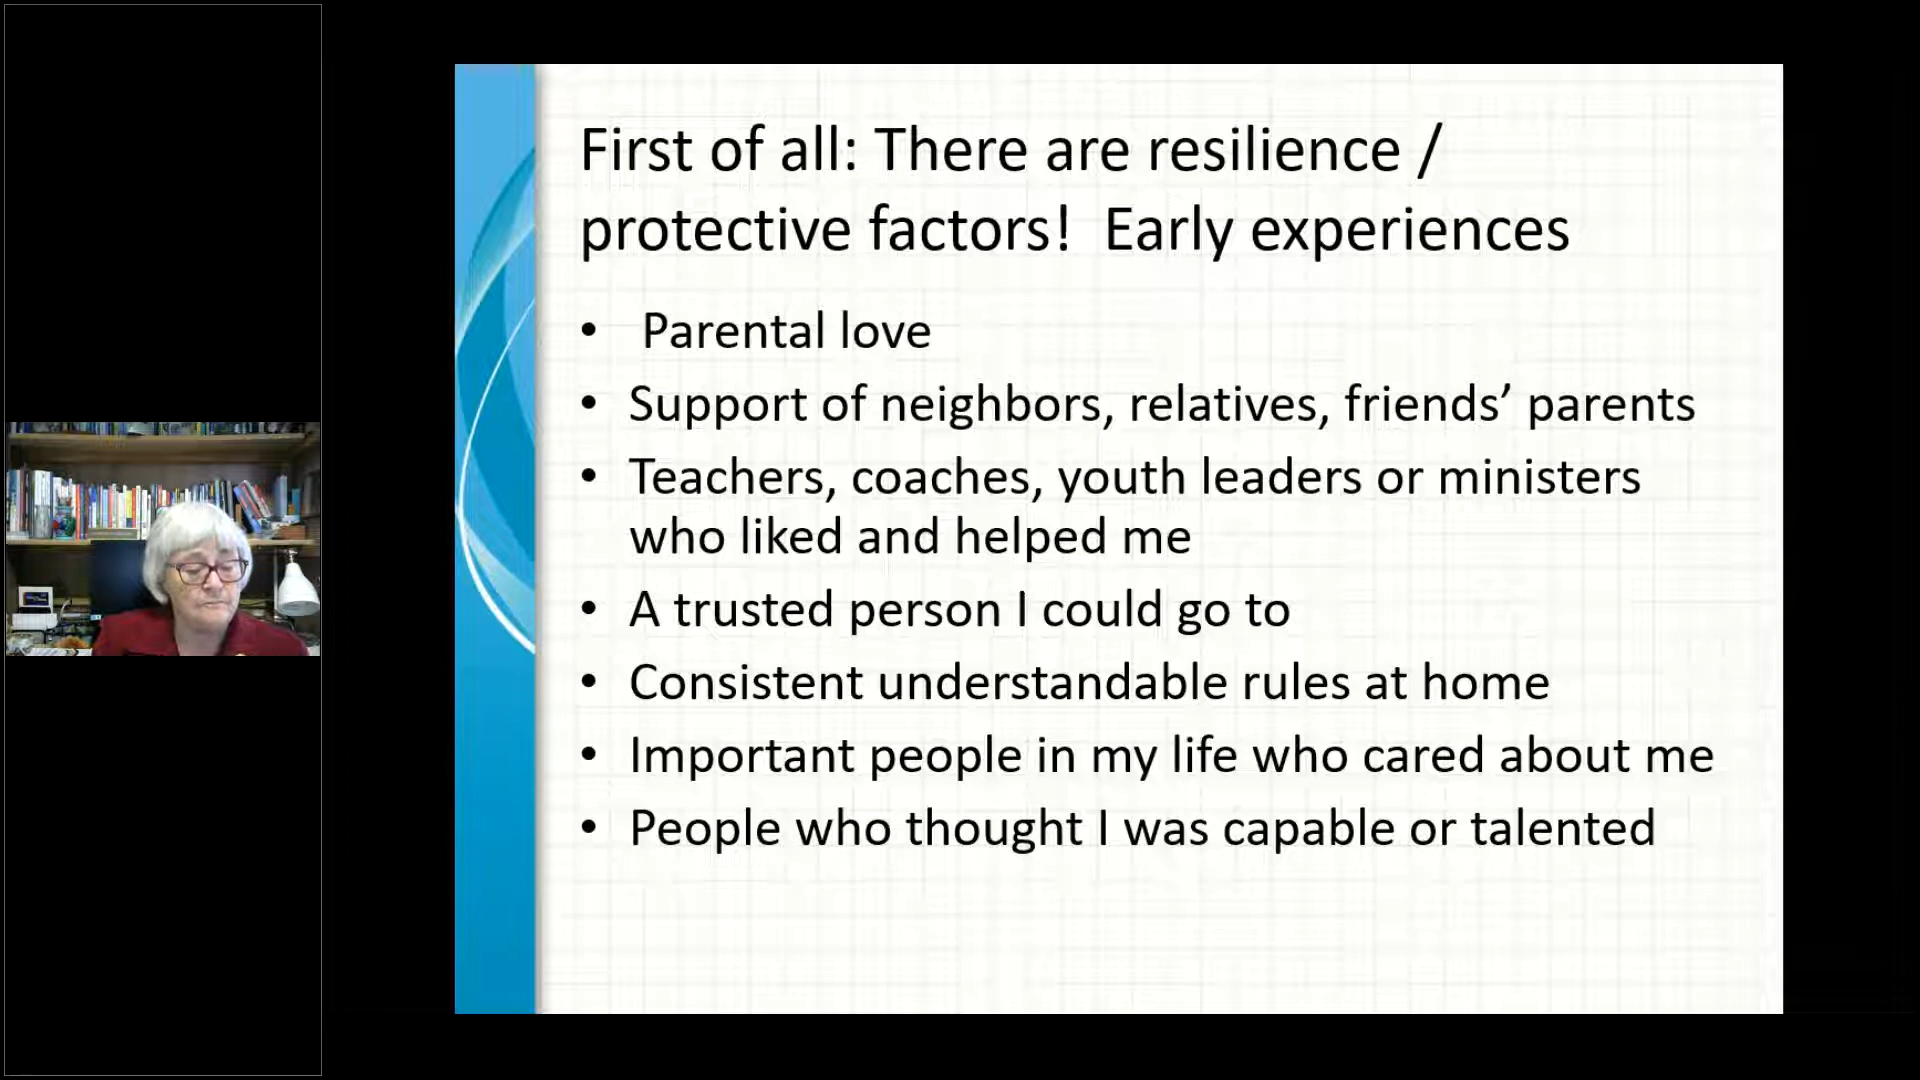 First of all: There are resilience /
protective factors!  Early experiences
• Parental love
• Support of neighbors, relatives, friends’ parents
• Teachers, coaches, youth leaders or ministers
who liked and helped me
• A trusted person I could go to
• Consistent understandable rules at home
• Important people in my life who cared about me
• People who thought I was capable or talented